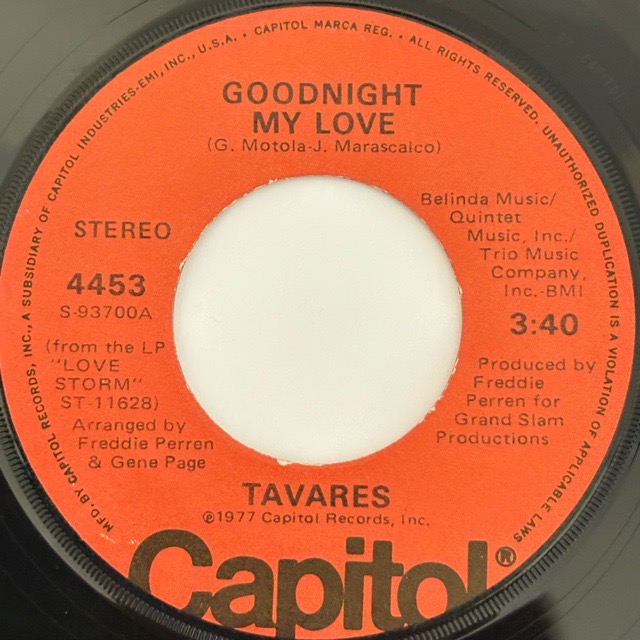 MFD. BY CAPITOL RECORDS, INC., A SUBSIDIARY OF CAPITOL INDUSTRIES-EMI, INC., U.S.A. · CAPITOL MARCA REG. · ALL RIGHTS RESERVED. UNAUTHORIZED DUPLICATION IS A VIOLATION OF APPLICABLE LAWS
GOODNIGHT
MY LOVE
(G. Motola-J. Marascalco)
STEREO
4453
S-93700A
(from the LP
"LOVE
STORM"
ST-11628)
Arranged by
Freddie Perren
& Gene Page
Belinda Music/
Quintet
Music, Inc./
Trio Music
Company,
Inc.-BMI
3:40
Produced by
Freddie
Perren for
Grand Slam
Productions
TAVARES
℗1977 Capitol Records, Inc.
Capitol®